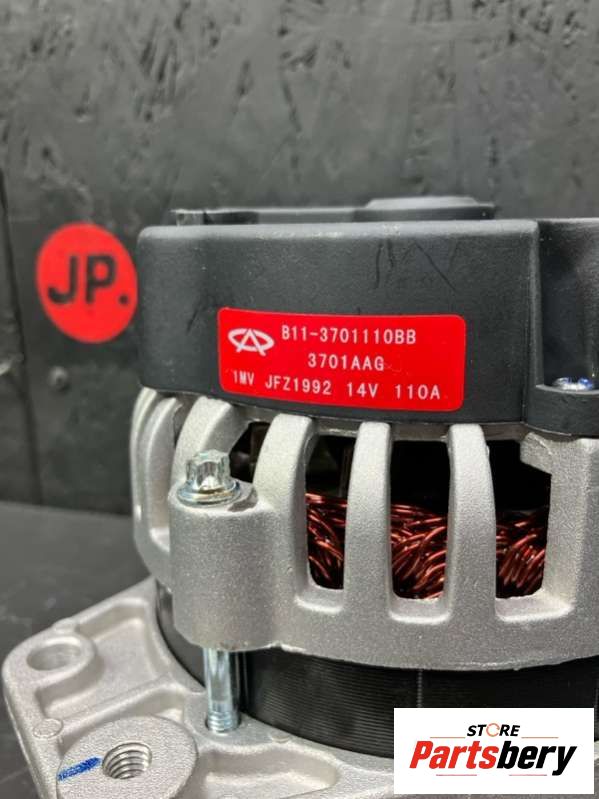 JP.
B11-3701110BB
3701AAG
1MV JFZ1992 14V 110A
STORE
Partsbery